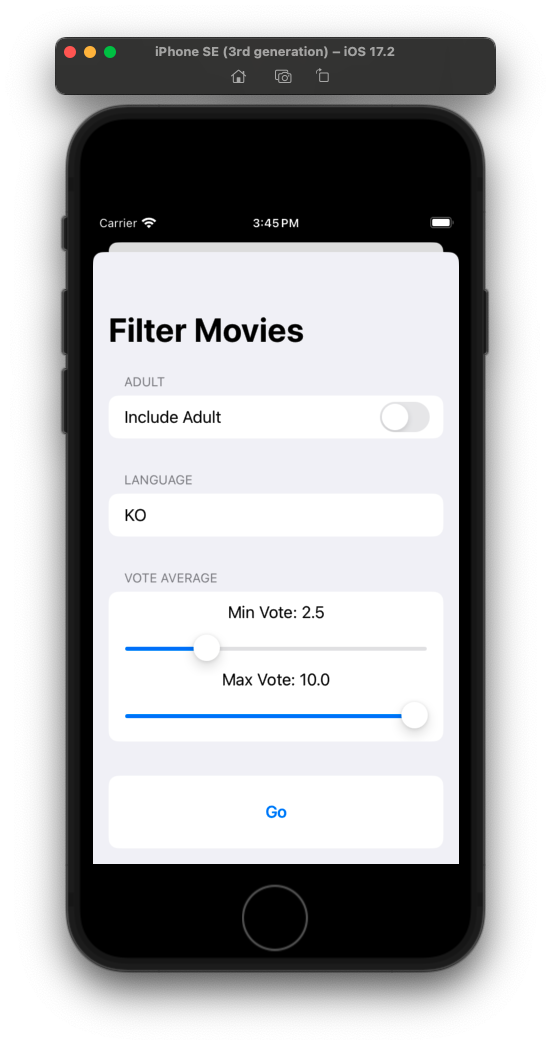 iPhone SE (3rd generation) – iOS 17.2
Carrier 3:45 PM
Filter Movies
ADULT
Include Adult
LANGUAGE
KO
VOTE AVERAGE
Min Vote: 2.5
Max Vote: 10.0
Go